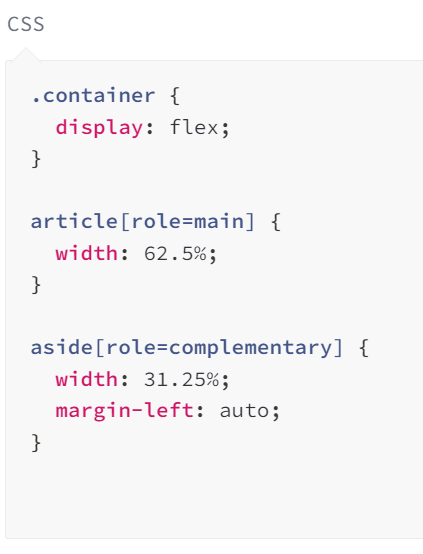 CSS
.container {
  display: flex;
}
article[role=main] {
  width: 62.5%;
}
aside[role=complementary] {
  width: 31.25%;
  margin-left: auto;
}